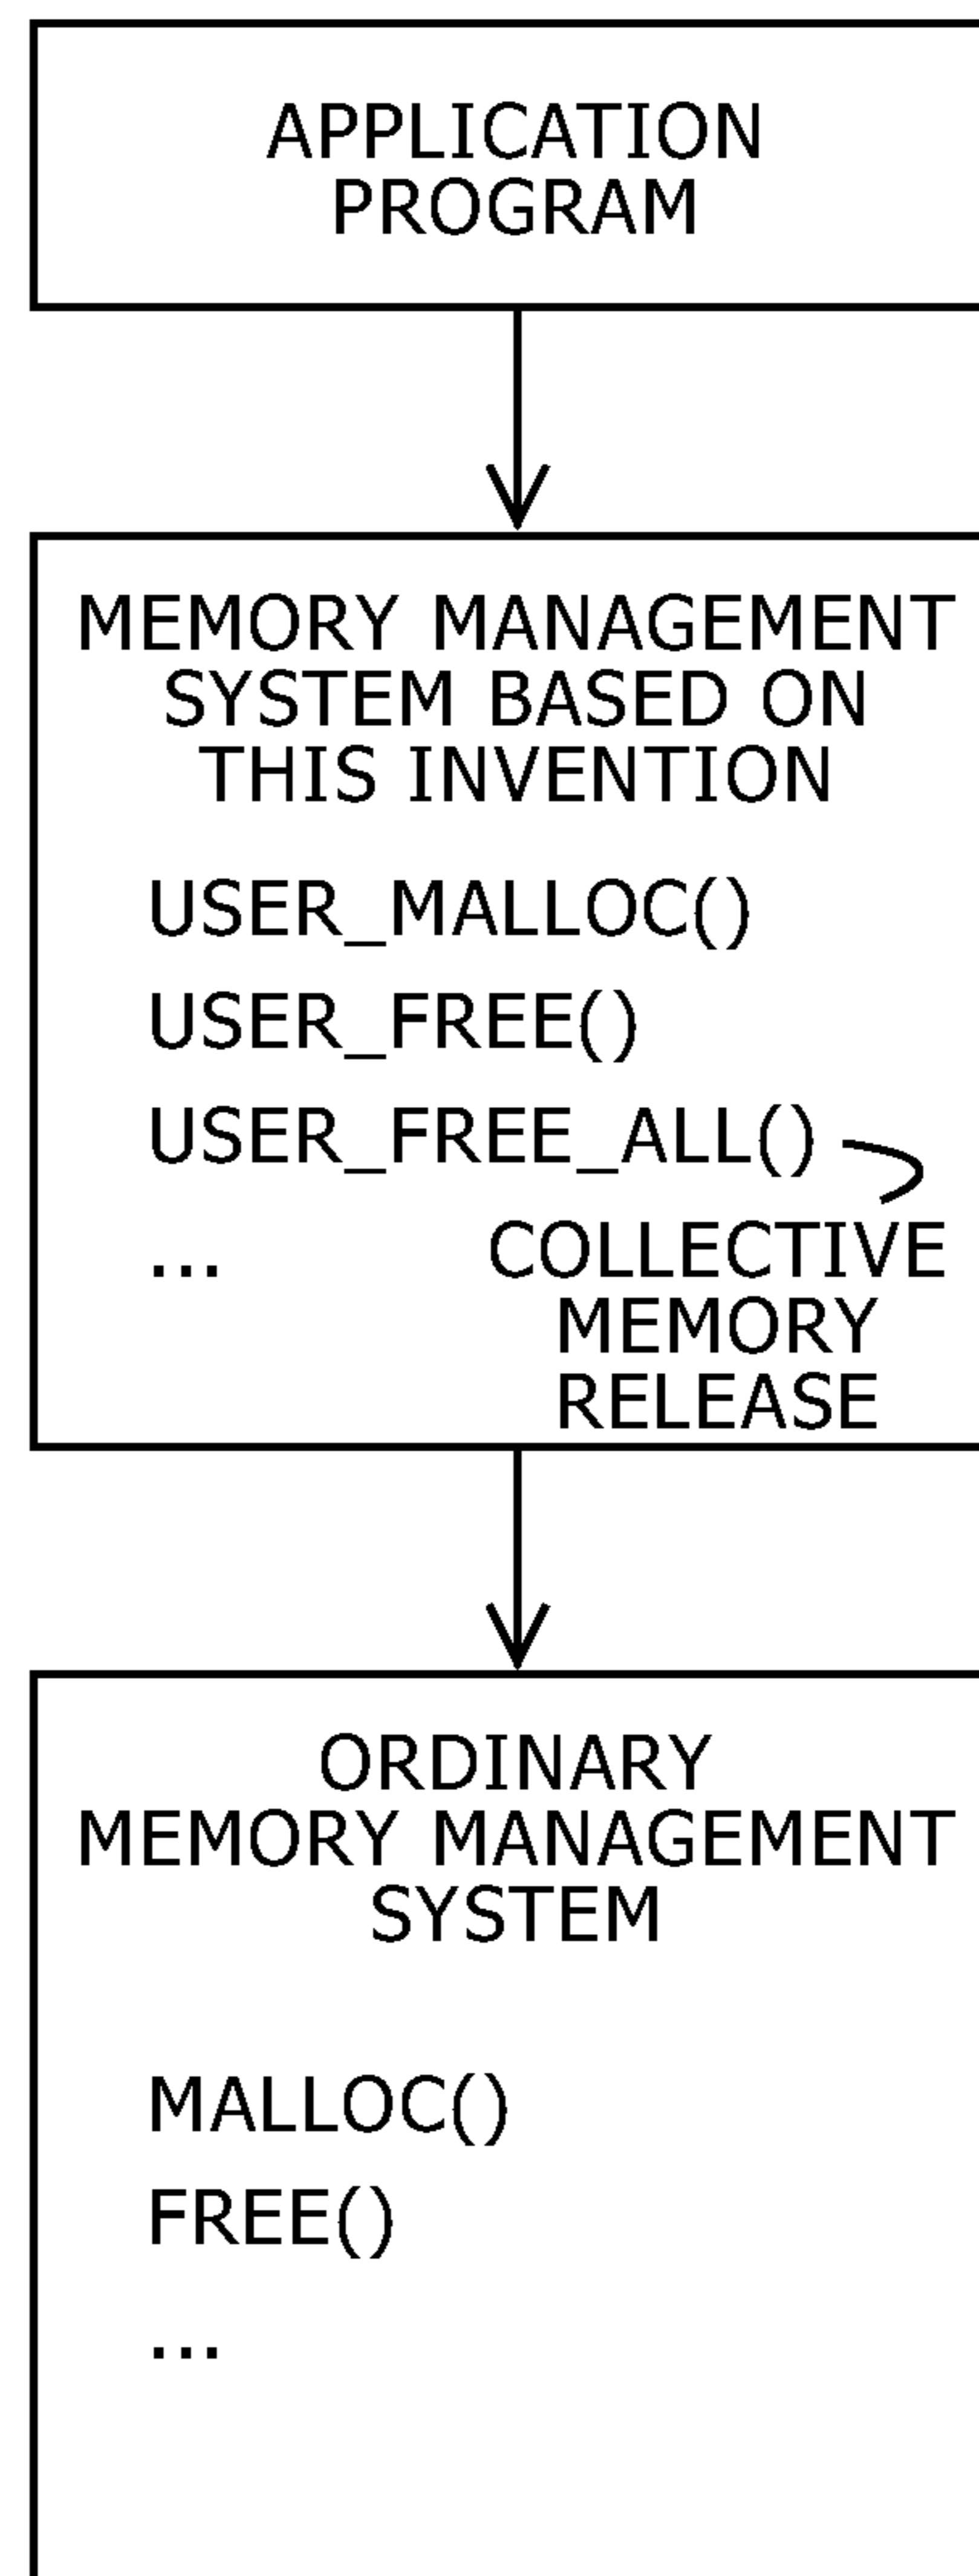 APPLICATION
PROGRAM
MEMORY MANAGEMENT
SYSTEM BASED ON
THIS INVENTION
USER_MALLOC()
USER_FREE()
USER_FREE_ALL()
...
COLLECTIVE
MEMORY
RELEASE
ORDINARY
MEMORY MANAGEMENT
SYSTEM
MALLOC()
FREE()
...